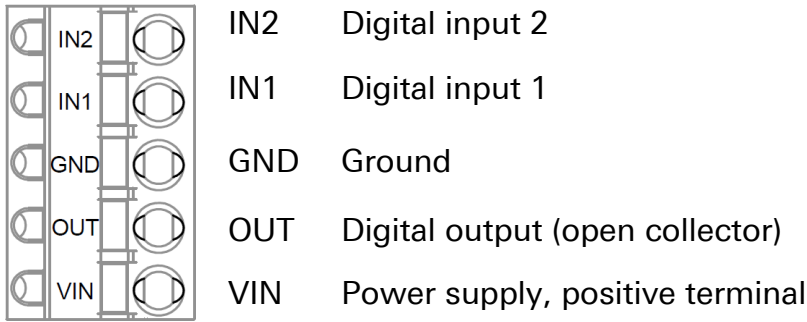 IN2 IN2 Digital input 2
IN1 IN1 Digital input 1
GND GND Ground
OUT OUT Digital output (open collector)
VIN VIN Power supply, positive terminal